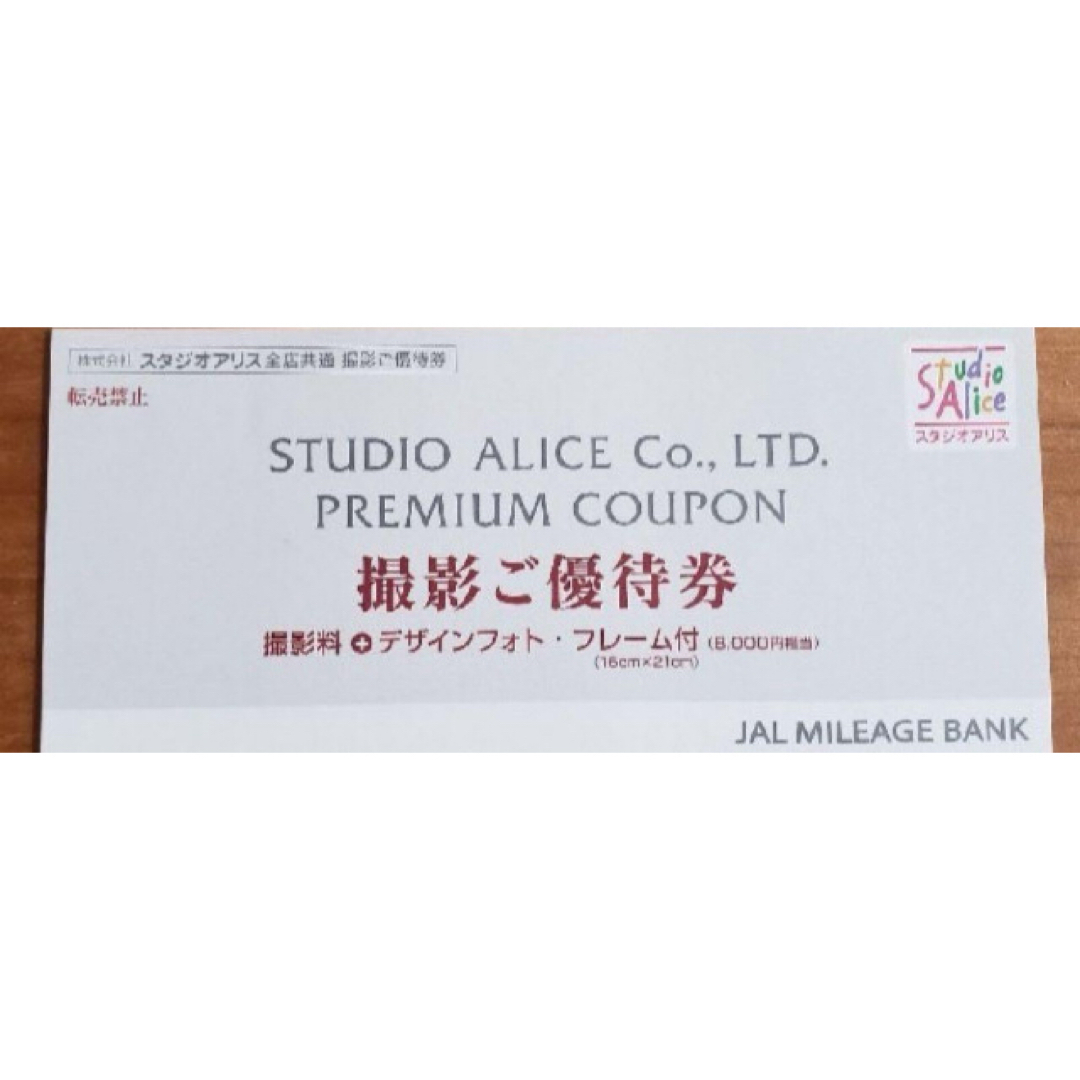 株式会社 スタジオアリス全店共通 撮影ご優待券
転売禁止
Studio
Alice
スタジオアリス
STUDIO ALICE Co., LTD.
PREMIUM COUPON
撮影ご優待券
撮影料+デザインフォト・フレーム付 (8,000円相当)
(16cm×21cm)
JAL MILEAGE BANK